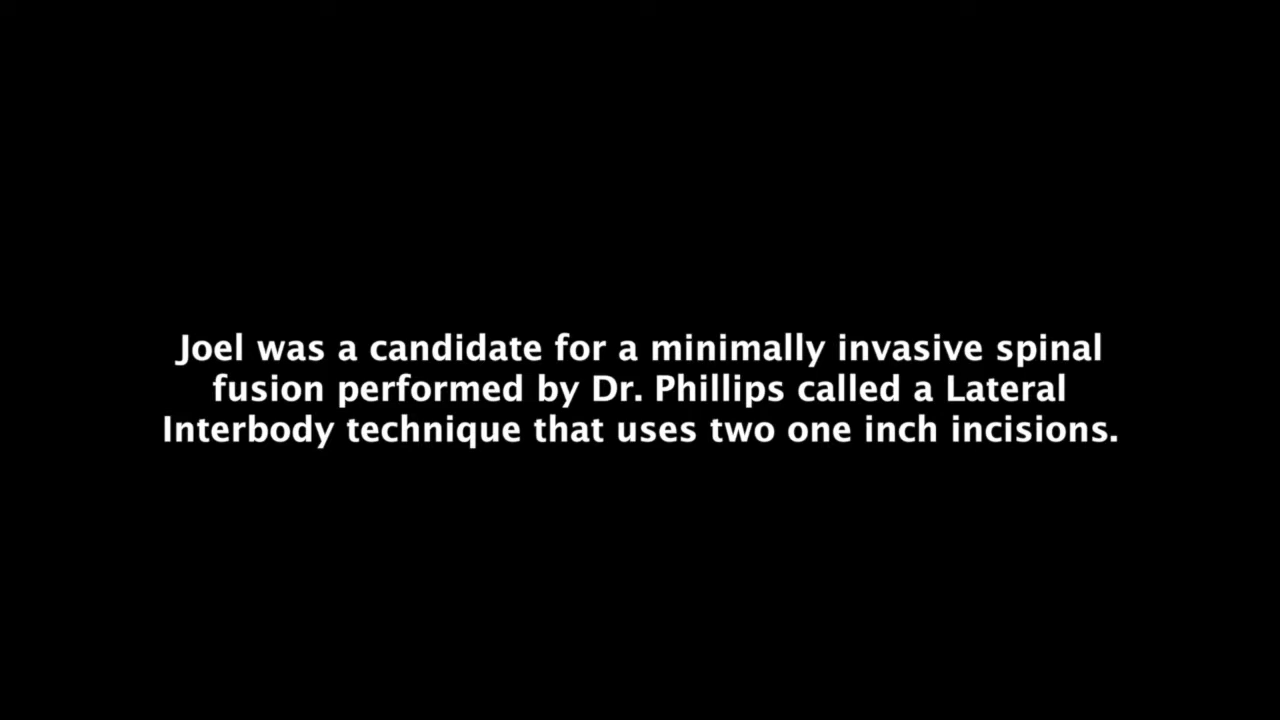 Joel was a candidate for a minimally invasive spinal
fusion performed by Dr. Phillips called a Lateral
Interbody technique that uses two one inch incisions.